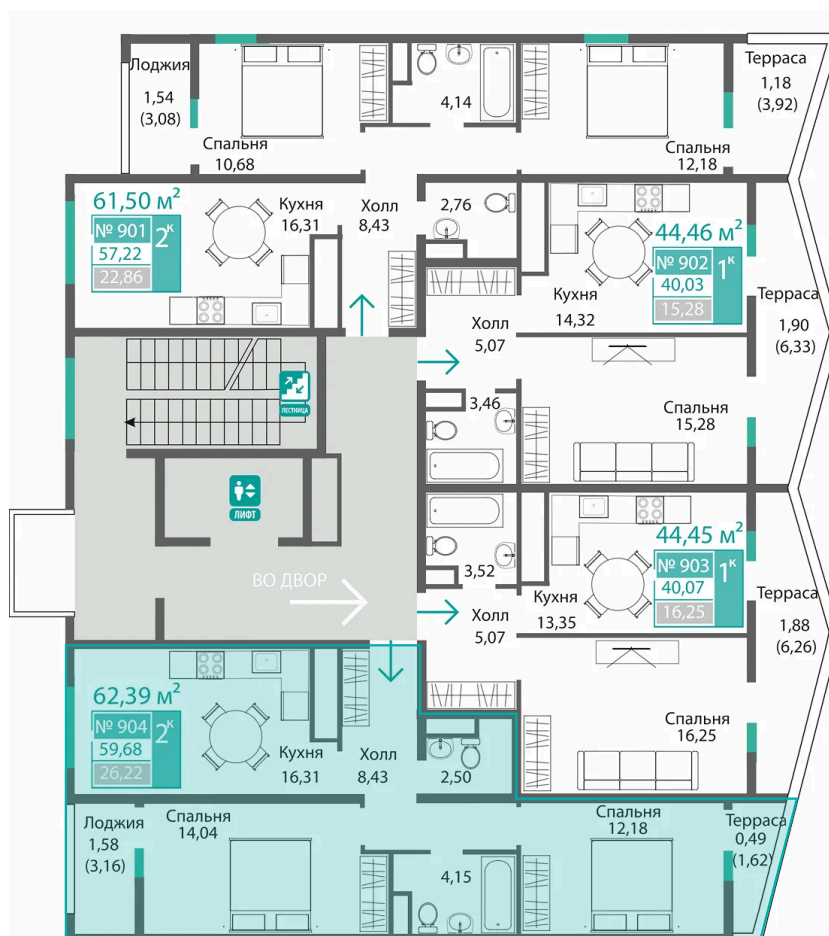 Лоджия
1,54
(3,08)
Спальня
10,68
4,14
Спальня
12,18
Терраса
1,18
(3,92)
61,50 м²
№ 901
57,22
22,86
2к
Кухня
16,31
Холл
8,43
2,76
44,46 м²
№ 902
40,03
15,28
1к
Кухня
14,32
Терраса
1,90
(6,33)
Холл
5,07
3,46
Спальня
15,28
ЛЕСТНИЦА
ЛИФТ
ВО ДВОР
3,52
Холл
5,07
44,45 м²
№ 903
40,07
16,25
1к
Кухня
13,35
Терраса
1,88
(6,26)
Спальня
16,25
62,39 м²
№ 904
59,68
26,22
2к
Кухня
16,31
Холл
8,43
2,50
Лоджия
1,58
(3,16)
Спальня
14,04
4,15
Спальня
12,18
Терраса
0,49
(1,62)